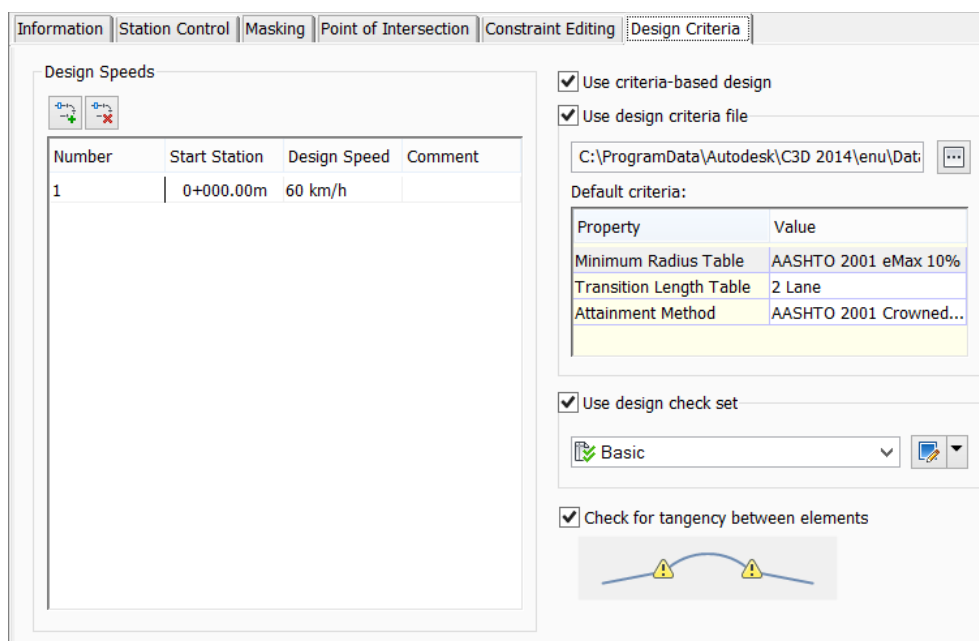 Information Station Control Masking Point of Intersection Constraint Editing Design Criteria
Design Speeds
Number Start Station Design Speed Comment
1 0+000.00m 60 km/h
Use criteria-based design
Use design criteria file
C:\ProgramData\Autodesk\C3D 2014\enu\Data
Default criteria:
Property Value
Minimum Radius Table AASHTO 2001 eMax 10%
Transition Length Table 2 Lane
Attainment Method AASHTO 2001 Crowned...
Use design check set
Basic
Check for tangency between elements